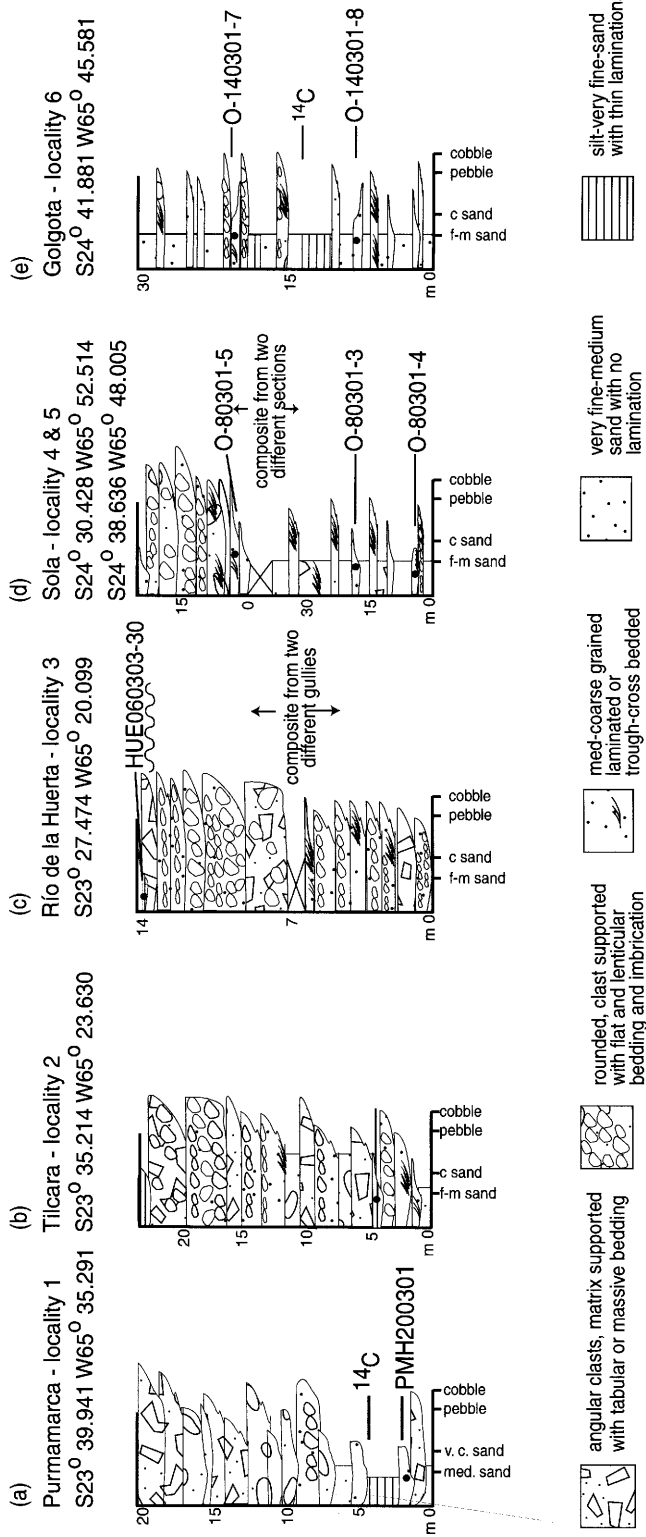 (a)
Purmamarca - locality 1
S23° 39.941 W65° 35.291
20
15
10
5
m 0
14C
PMH200301
cobble
pebble
v. c. sand
med. sand
(b)
Tilcara - locality 2
S23° 35.214 W65° 23.630
20
15
10
5
m 0
cobble
pebble
c sand
f-m sand
(c)
Río de la Huerta - locality 3
S23° 27.474 W65° 20.099
HUE060303-30
14
7
m 0
composite from two
different gullies
cobble
pebble
c sand
f-m sand
(d)
Sola - locality 4 & 5
S24° 30.428 W65° 52.514
S24° 38.636 W65° 48.005
15
0
30
15
m 0
O-80301-5
composite from two
different sections
O-80301-3
O-80301-4
cobble
pebble
c sand
f-m sand
(e)
Golgota - locality 6
S24° 41.881 W65° 45.581
30
15
m 0
O-140301-7
14C
O-140301-8
cobble
pebble
c sand
f-m sand
angular clasts, matrix supported
with tabular or massive bedding
rounded, clast supported
with flat and lenticular
bedding and imbrication
med-coarse grained
laminated or
trough-cross bedded
very fine-medium
sand with no
lamination
silt-very fine-sand
with thin lamination